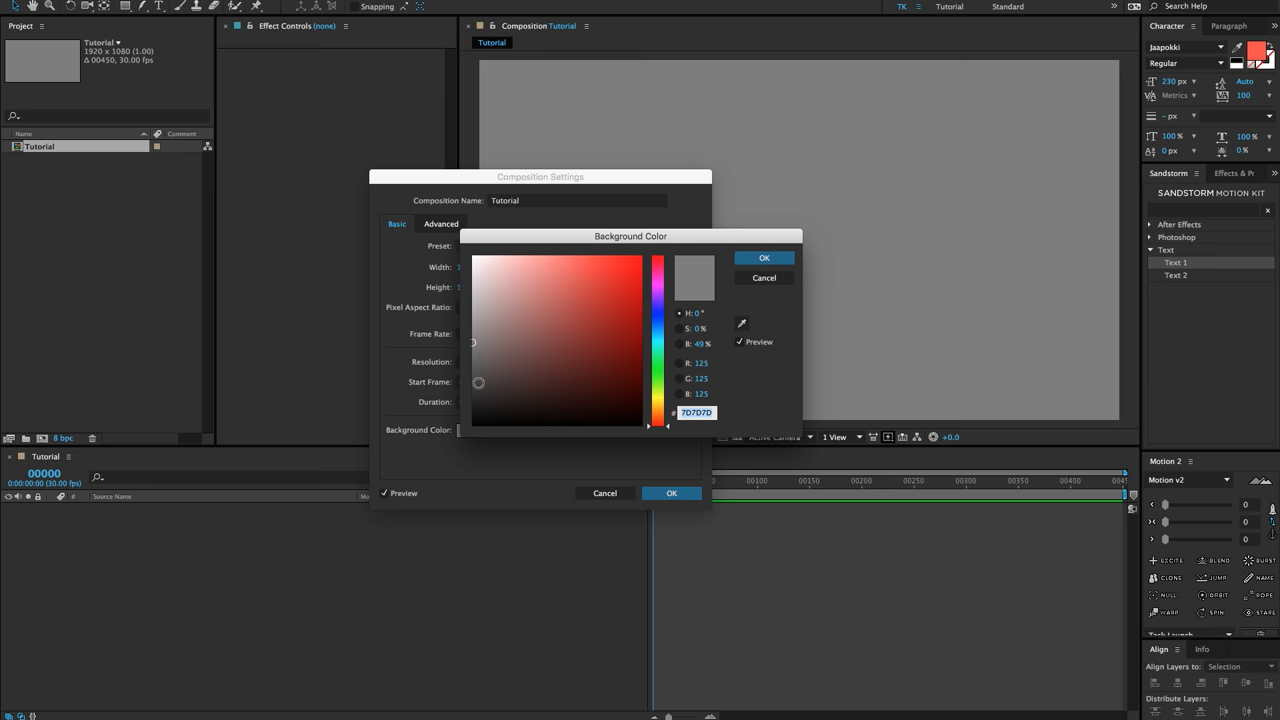 Snapping
TK
Tutorial
Standard
Search Help
Project
Effect Controls (none)
Composition Tutorial
Character
Paragraph
Tutorial
1920 x 1080 (1.00)
Δ 00450, 30.00 fps
Tutorial
Jaapokki
Regular
230 px
Auto
Metrics
100
- px
100 %
100 %
0 px
0 %
Name
Comment
Tutorial
Sandstorm
Effects & Pr
SANDSTORM MOTION KIT
After Effects
Photoshop
Text
Text 1
Text 2
Composition Settings
Composition Name:
Tutorial
Basic
Advanced
Preset:
Width:
Height:
Pixel Aspect Ratio:
Frame Rate:
Resolution:
Start Frame:
Duration:
Background Color:
Preview
Cancel
OK
Background Color
OK
Cancel
H: 0 °
S: 0 %
B: 49 %
Preview
R: 125
G: 125
B: 125
# 7D7D7D
Active Camera
1 View
+0.0
8 bpc
Tutorial
00000
0:00:00:00 (30.00 fps)
#
Source Name
00100
00150
00200
00250
00300
00350
00400
Motion 2
Motion v2
0
0
0
EXCITE
BLEND
BURST
CLONE
JUMP
NAME
NULL
ORBIT
ROPE
WARP
SPIN
STARE
Task Launch
Align
Info
Align Layers to:
Selection
Distribute Layers: